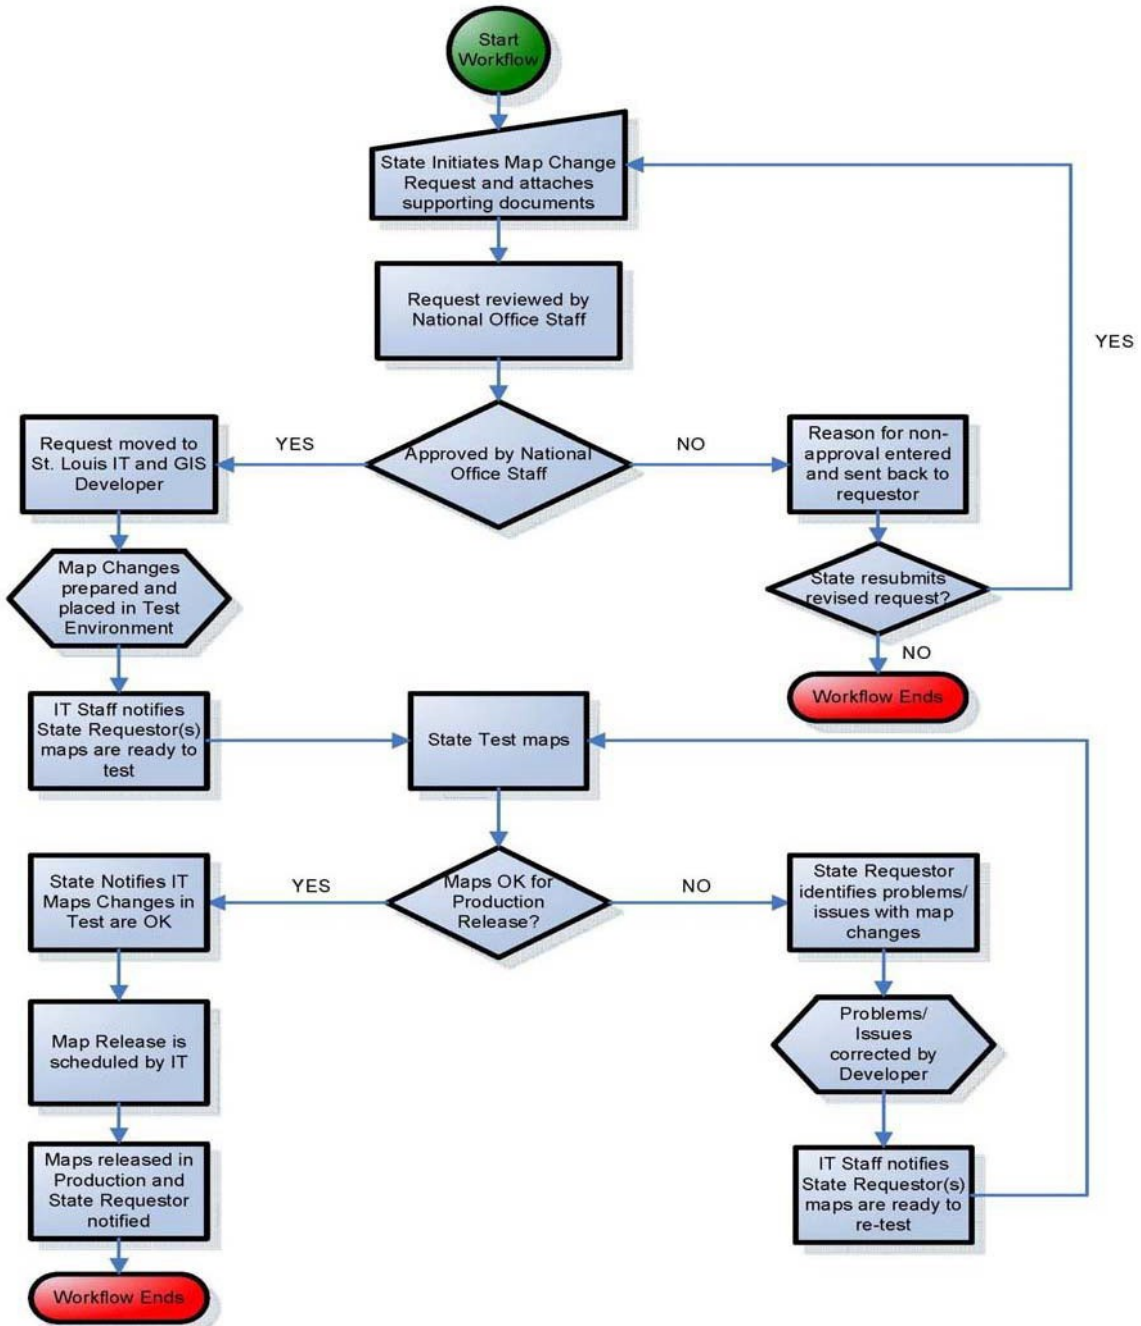 Start
Workflow
State Initiates Map Change
Request and attaches
supporting documents
Request reviewed by
National Office Staff
YES
Request moved to
St. Louis IT and GIS
Developer
YES
Approved by National
Office Staff
NO
Reason for non-
approval entered
and sent back to
requestor
Map Changes
prepared and
placed in Test
Environment
State resubmits
revised request?
NO
Workflow Ends
IT Staff notifies
State Requestor(s)
maps are ready to
test
State Test maps
State Notifies IT
Maps Changes in
Test are OK
YES
Maps OK for
Production
Release?
NO
State Requestor
identifies problems/
issues with map
changes
Map Release is
scheduled by IT
Problems/
Issues
corrected by
Developer
Maps released in
Production and
State Requestor
notified
IT Staff notifies
State Requestor(s)
maps are ready to
re-test
Workflow Ends